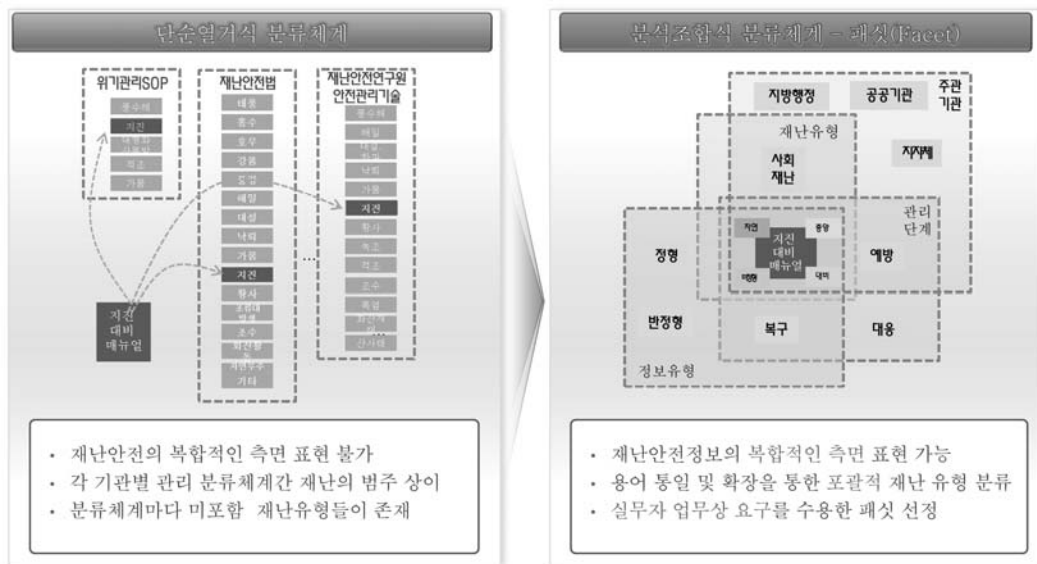 단순열거식 분류체계
위기관리SOP
풍수해
지진
적조
가뭄
재난안전법
태풍
홍수
호우
강풍
해일
대설
낙뢰
가뭄
지진
황사
조수
기타
…
재난안전연구원
안전관리기술
풍수해
해일
낙뢰
가뭄
지진
황사
적조
조수
폭염
산사태
지진
대비
매뉴얼
• 재난안전의 복합적인 측면 표현 불가
• 각 기관별 관리 분류체계간 재난의 범주 상이
• 분류체계마다 미포함 재난유형들이 존재
분석조합식 분류체계 – 패싯(Facet)
지방행정
공공기관
주관
기관
재난유형
지자체
사회
재난
관리
단계
자연
중앙
지진
대비
매뉴얼
비정형
대비
정형
예방
반정형
복구
대응
정보유형
• 재난안전정보의 복합적인 측면 표현 가능
• 용어 통일 및 확장을 통한 포괄적 재난 유형 분류
• 실무자 업무상 요구를 수용한 패싯 선정